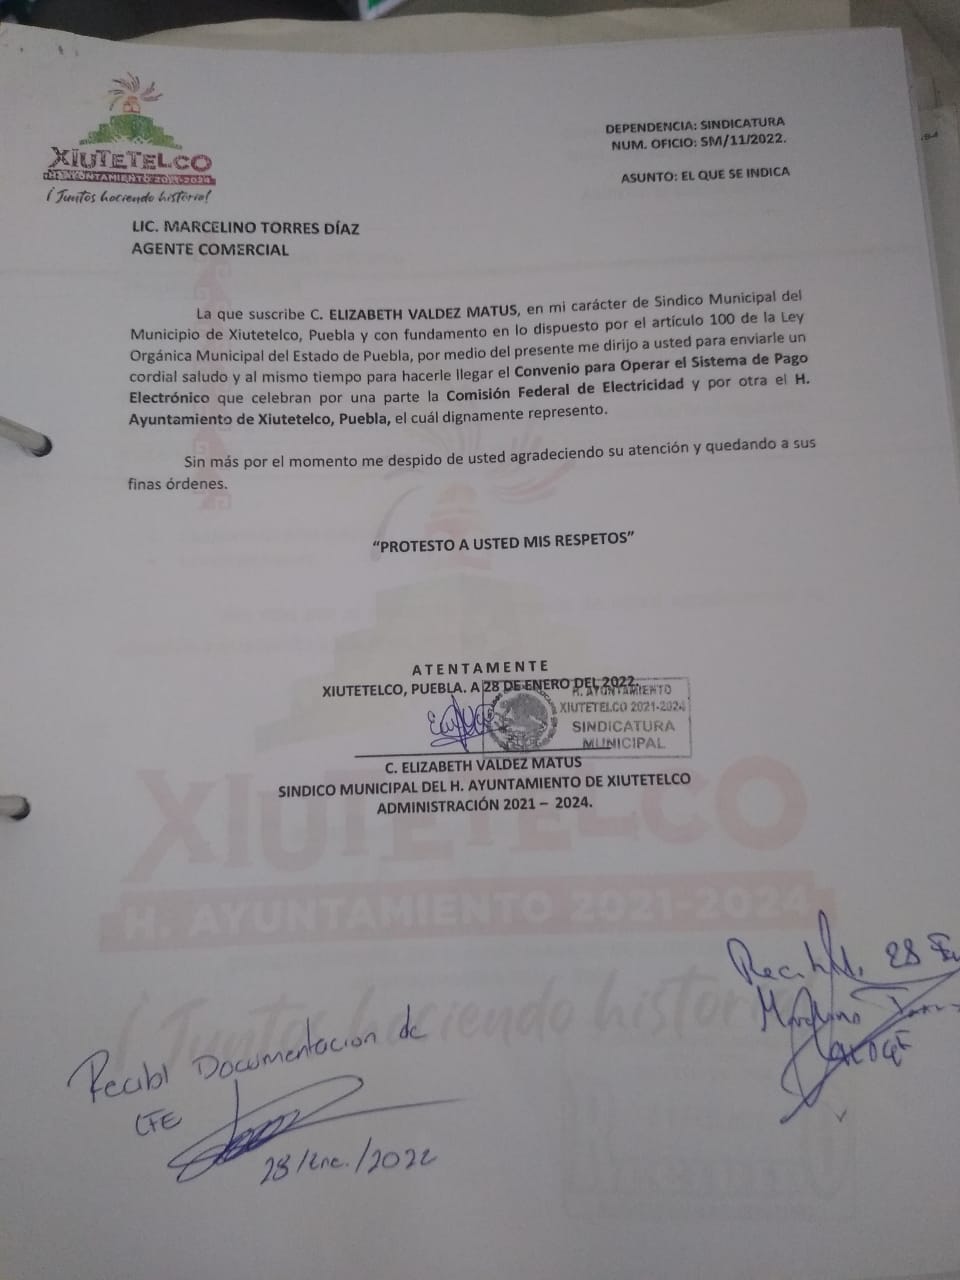 XIUTETELCO
H. AYUNTAMIENTO 2021-2024
¡Juntos haciendo historia!
DEPENDENCIA: SINDICATURA
NUM. OFICIO: SM/11/2022.
ASUNTO: EL QUE SE INDICA
LIC. MARCELINO TORRES DÍAZ
AGENTE COMERCIAL
La que suscribe C. ELIZABETH VALDEZ MATUS, en mi carácter de Sindico Municipal del
Municipio de Xiutetelco, Puebla y con fundamento en lo dispuesto por el artículo 100 de la Ley
Orgánica Municipal del Estado de Puebla, por medio del presente me dirijo a usted para enviarle un
cordial saludo y al mismo tiempo para hacerle llegar el Convenio para Operar el Sistema de Pago
Electrónico que celebran por una parte la Comisión Federal de Electricidad y por otra el H.
Ayuntamiento de Xiutetelco, Puebla, el cuál dignamente represento.
Sin más por el momento me despido de usted agradeciendo su atención y quedando a sus
finas órdenes.
“PROTESTO A USTED MIS RESPETOS”
ATENTAMENTE
XIUTETELCO, PUEBLA. A 28 DE ENERO DEL 2022.
H. AYUNTAMIENTO
XIUTETELCO 2021-2024
SINDICATURA
MUNICIPAL
C. ELIZABETH VALDEZ MATUS
SINDICO MUNICIPAL DEL H. AYUNTAMIENTO DE XIUTETELCO
ADMINISTRACIÓN 2021 – 2024.
XIUTETELCO
H. AYUNTAMIENTO 2021-2024
¡Juntos haciendo historia!
28
Recibí Documentacion de
CFE
28/Ene./2022